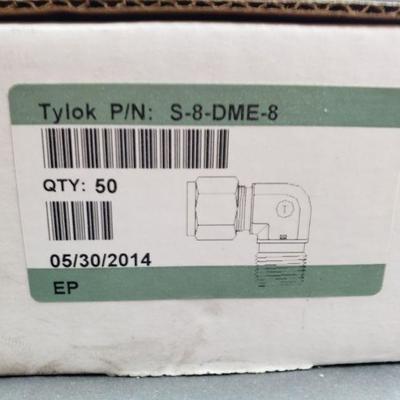 Tylok P/N: S-8-DME-8
QTY: 50
T
05/30/2014
EP